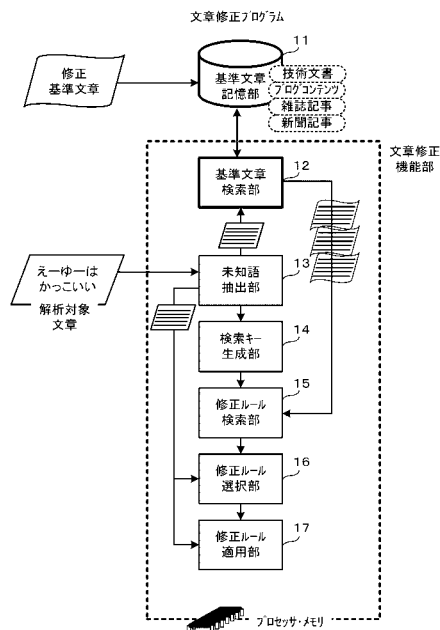 文章修正プログラム
11
修正
基準文章
基準文章
記憶部
技術文書
ブログコンテンツ
雑誌記事
新聞記事
文章修正
機能部
12
基準文章
検索部
えーゆーは
かっこいい
解析対象
文章
未知語
抽出部
13
検索キー
生成部
14
修正ルール
検索部
15
修正ルール
選択部
16
修正ルール
適用部
17
プロセッサ・メモリ